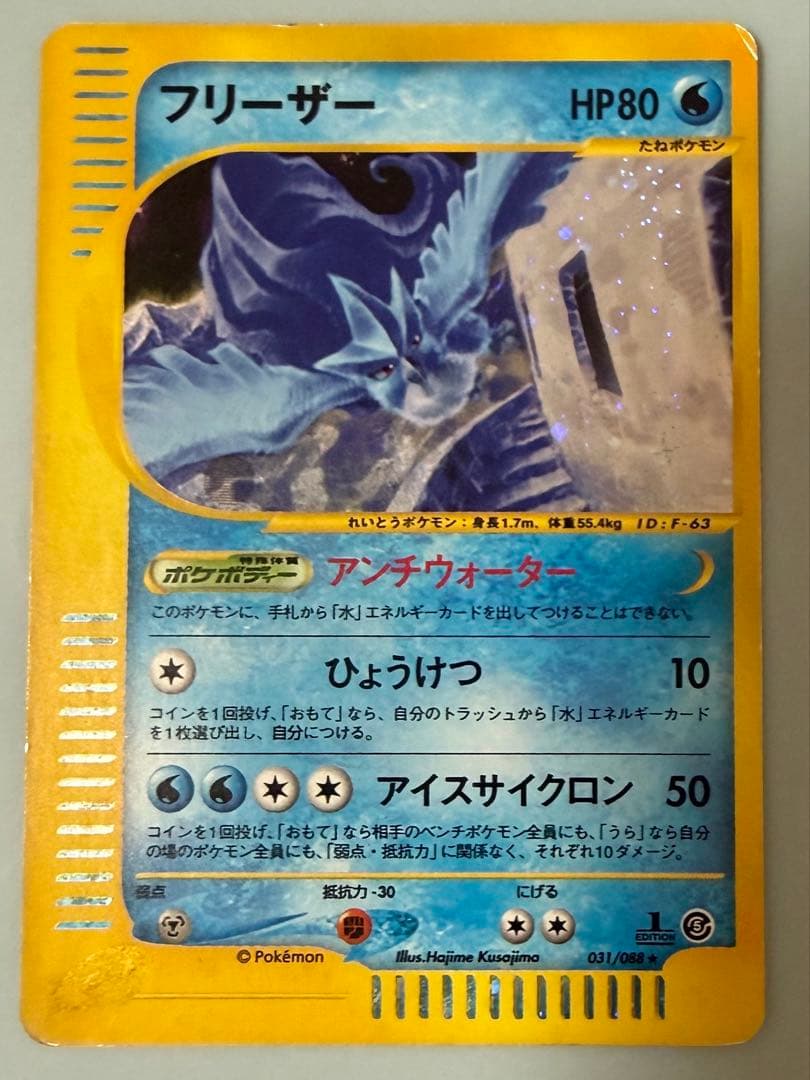 フリーザー HP80
たねポケモン
れいとうポケモン：身長1.7m、体重55.4kg ID:F-63
特殊体質
ポケボディー アンチウォーター
このポケモンに、手札から「水」エネルギーカードを出してつけることはできない。
ひょうけつ 10
コインを1回投げ、「おもて」なら、自分のトラッシュから「水」エネルギーカード
を1枚選び出し、自分につける。
アイスサイクロン 50
コインを1回投げ、「おもて」なら相手のベンチポケモン全員にも、「うら」なら自分
の場のポケモン全員にも、「弱点・抵抗力」に関係なく、それぞれ10ダメージ。
弱点 抵抗力-30 にげる
1
EDITION
5
©Pokémon Illus.Hajime Kusajima 031/088★